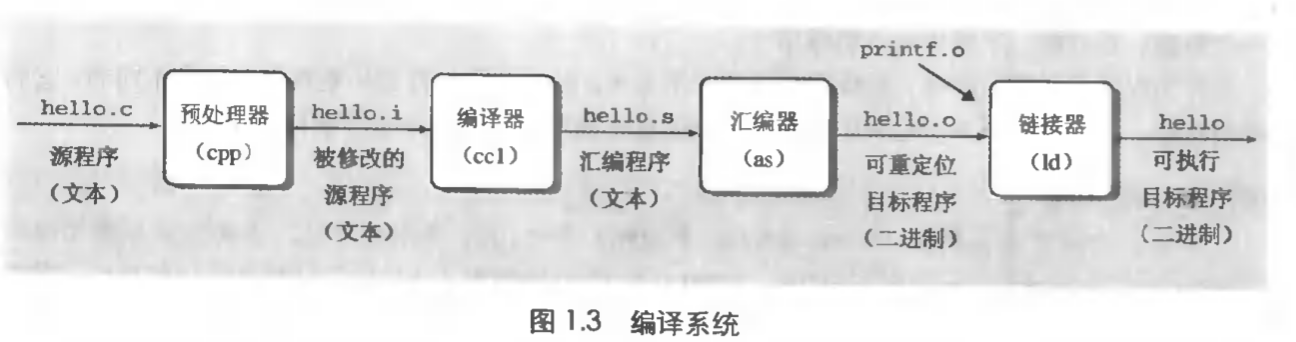 printf.o
hello.c
预处理器
(cpp)
hello.i
编译器
(cc1)
hello.s
汇编器
(as)
hello.o
链接器
(ld)
hello
源程序
(文本)
被修改的
源程序
(文本)
汇编程序
(文本)
可重定位
目标程序
(二进制)
可执行
目标程序
(二进制)
图 1.3 编译系统